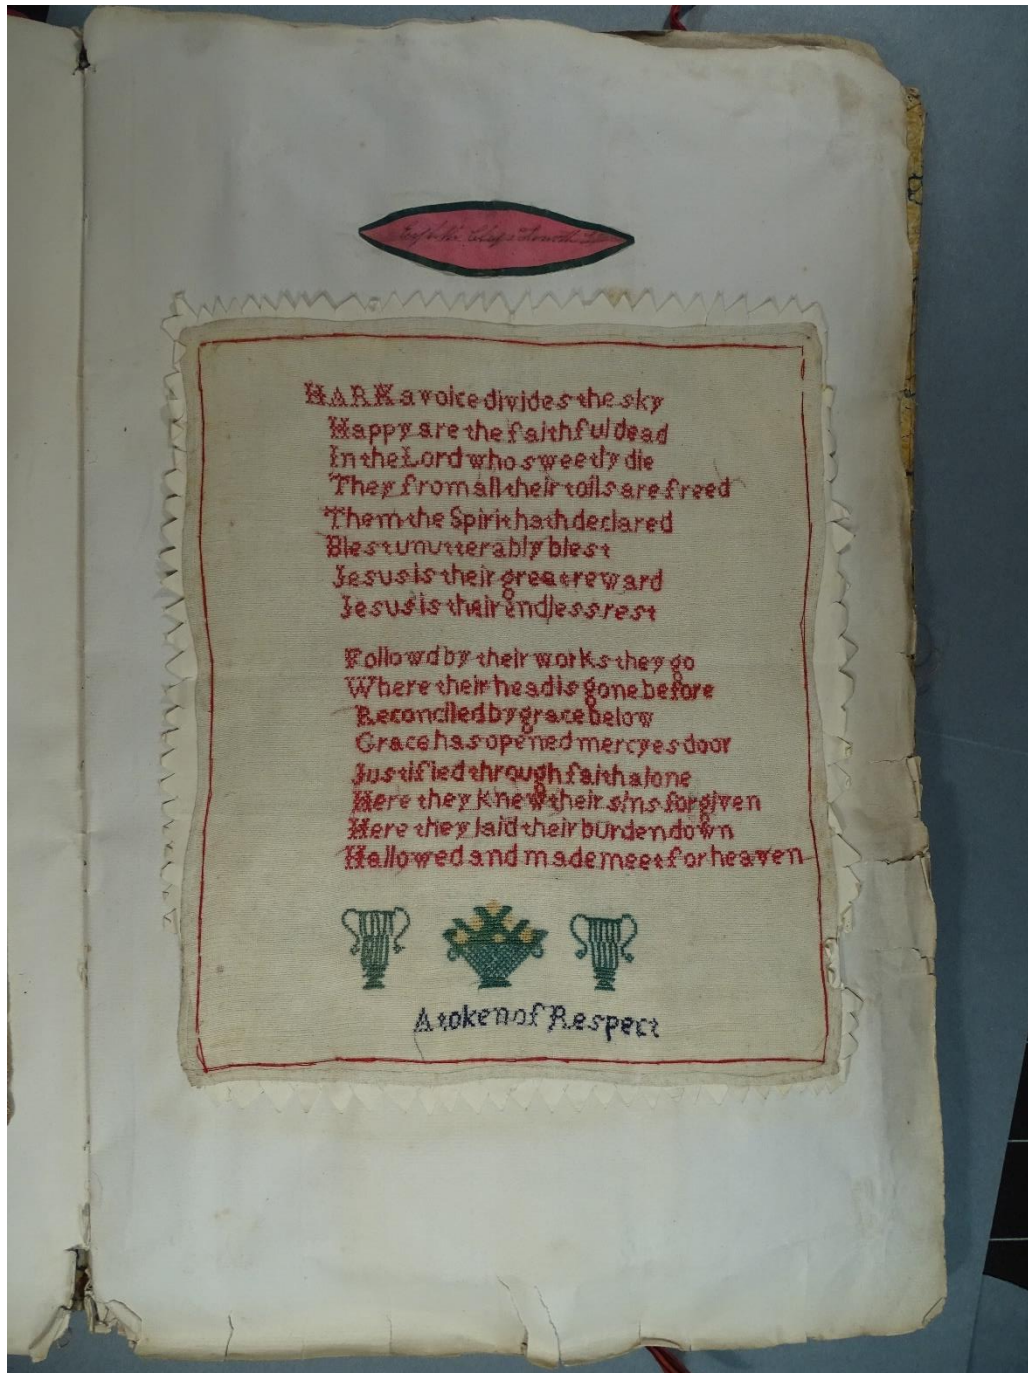 HARK a voice divides the sky
Happy are the faithful dead
In the Lord who sweetly die
They from all their toils are freed
Them the Spirit hath declared
Blest unutterably blest
Jesus is their great reward
Jesus is their endless rest
Followd by their works they go
Where their head is gone before
Reconciled by grace below
Grace has opened mercyes door
Justified through faith alone
Here they knew their sins forgiven
Here they laid their burden down
Hallowed and made meet for heaven
A token of Respect